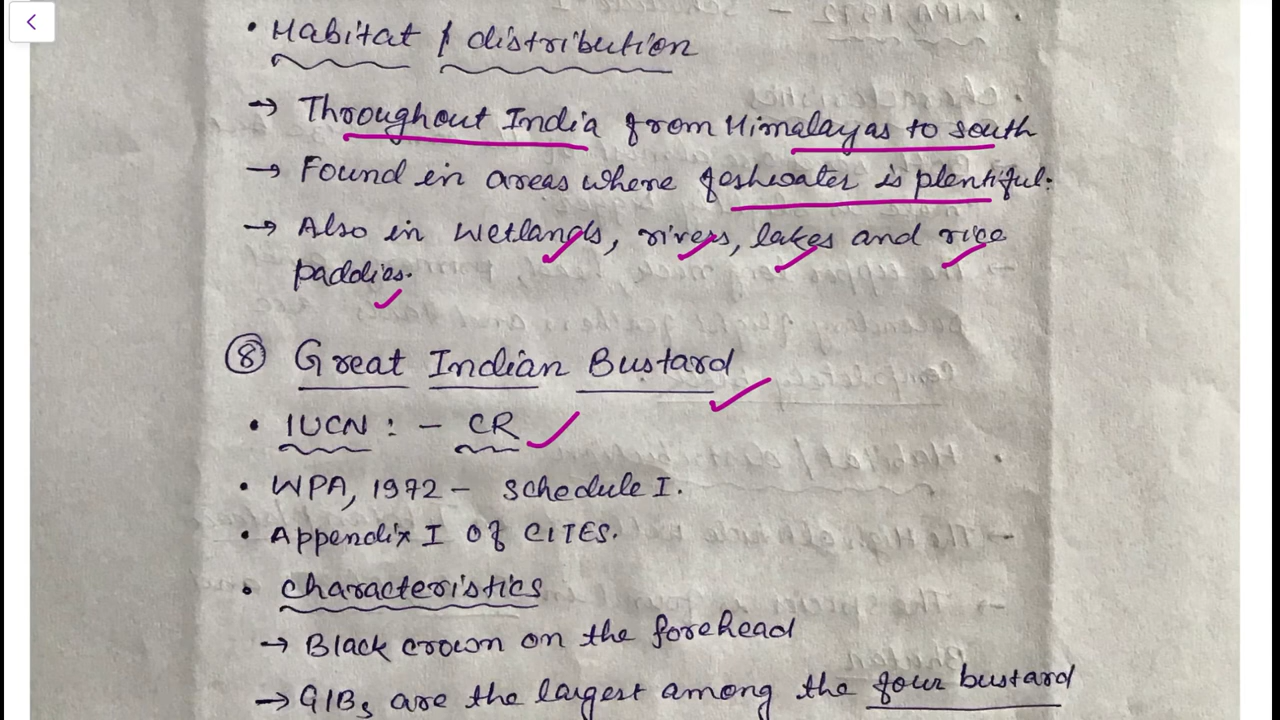 • Habitat / distribution
→ Throughout India from Himalayas to south
→ Found in areas where feshwater is plentiful.
→ Also in wetlands, rivers, lakes and rice
paddies.
⑧ Great Indian Bustard
• IUCN : - CR
• WPA, 1972 - Schedule I.
• Appendix I of CITES.
• characteristics
→ Black crown on the forehead
→ GIBs are the largest among the four bustard